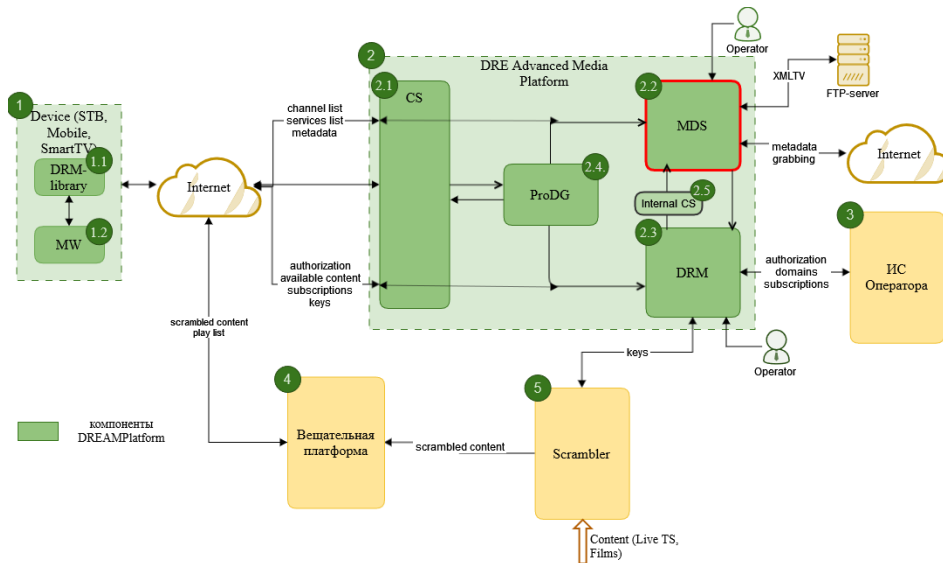 Operator
2
DRE Advanced Media
Platform
2.1
CS
2.2
MDS
XMLTV
FTP-server
1
Device (STB,
Mobile,
SmartTV)
1.1
DRM-
library
1.2
MW
Internet
channel list
services list
metadata
2.4.
ProDG
2.5
Internal CS
metadata
grabbing
Internet
3
ИС
Оператора
2.3
DRM
authorization
domains
subscriptions
authorization
available content
subscriptions
keys
scrambled content
play list
keys
Operator
4
Вещательная
платформа
scrambled content
5
Scrambler
компоненты
DREAMPlatform
Content (Live TS,
Films)